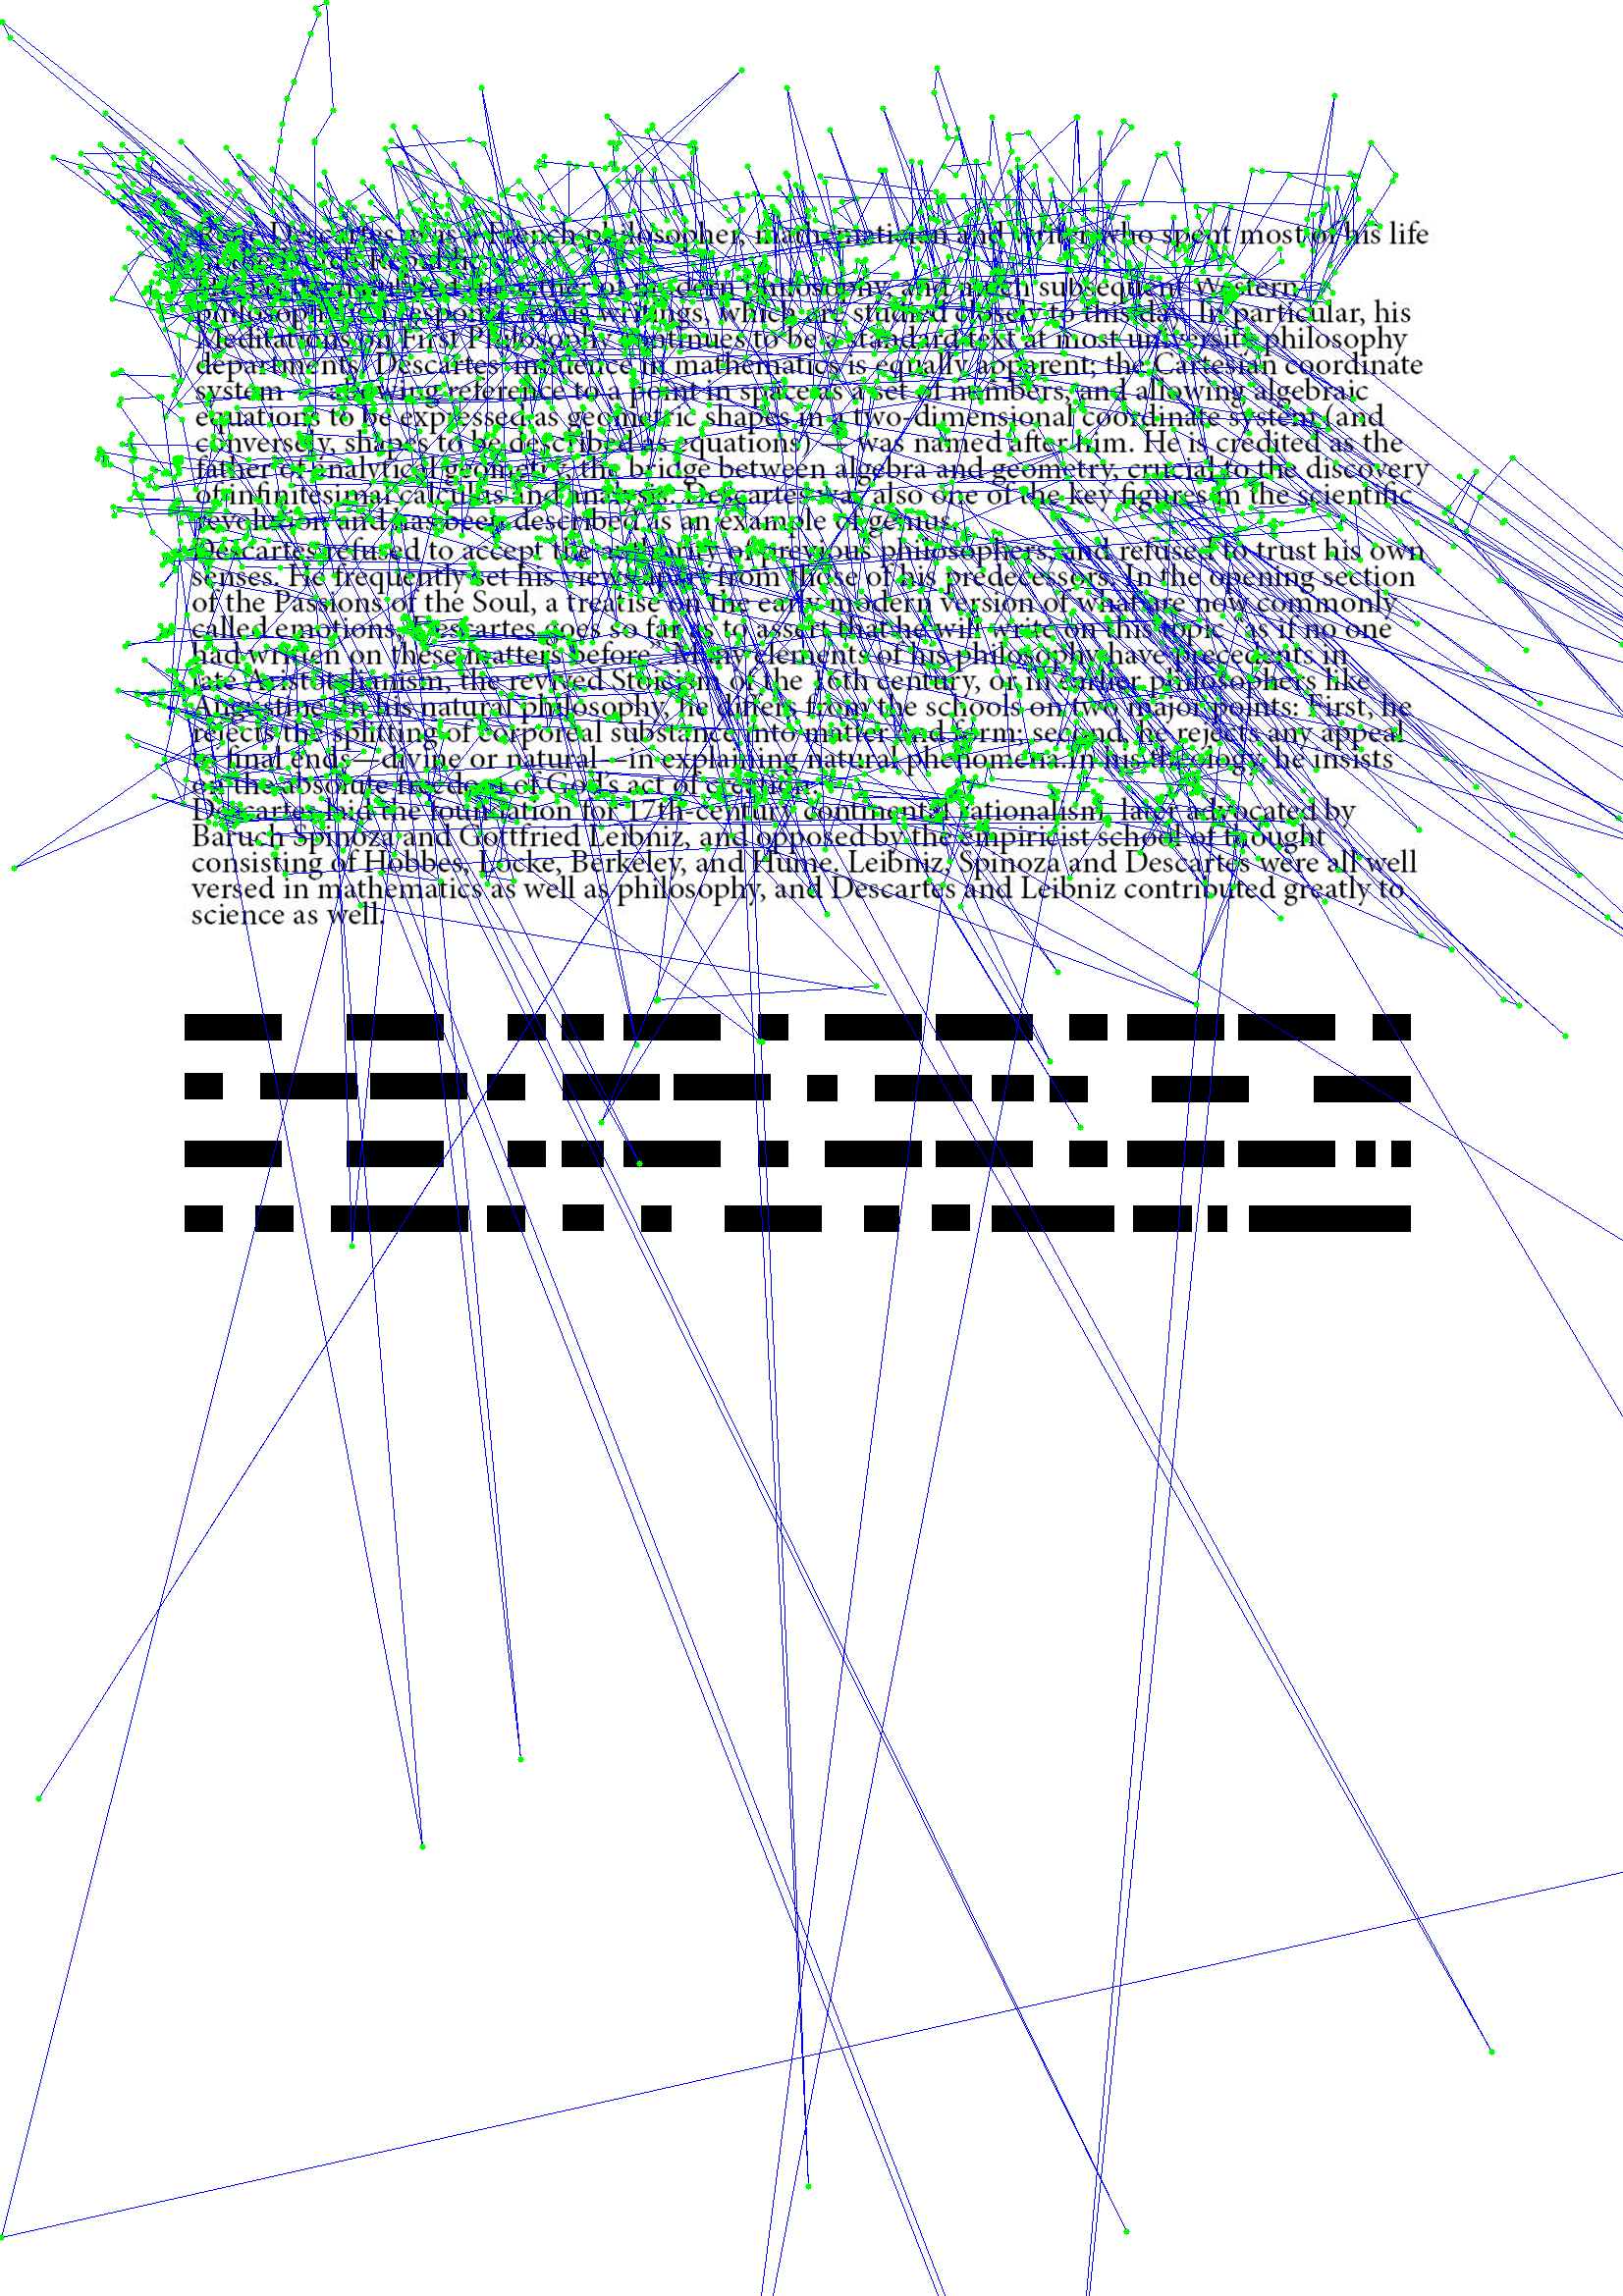 French philosopher, mathematician and writer who spent most of his life
father of modern philosophy, and much subsequent Western
philosophy response to his writings, which are studied closely to this day. In particular, his
Meditations on First Philosophy continues to be a standard text at most university philosophy
departments. Descartes' influence in mathematics is equally apparent; the Cartesian coordinate
system — allowing reference to a point in space as a set of numbers, and allowing algebraic
equations to be expressed as geometric shapes in a two-dimensional coordinate system (and
conversely, shapes to be described as equations) — was named after him. He is credited as the
father of analytical geometry, the bridge between algebra and geometry, crucial to the discovery
of infinitesimal calculus and analysis. Descartes was also one of the key figures in the scientific
revolution and has been described as an example of genius.
Descartes refused to accept the authority of previous philosophers, and refused to trust his own
senses. He frequently set his views apart from those of his predecessors. In the opening section
of the Passions of the Soul, a treatise on the early modern version of what are now commonly
called emotions, Descartes goes so far as to assert that he will write on this topic "as if no one
had written on these matters before". Many elements of his philosophy have precedents in
late Aristotelianism, the revived Stoicism of the 16th century, or in earlier philosophers like
Augustine. In his natural philosophy, he differs from the schools on two major points: First, he
rejects the splitting of corporeal substance into matter and form; second, he rejects any appeal
to final ends—divine or natural—in explaining natural phenomena.In his theology, he insists
on the absolute freedom of God's act of creation.
Descartes laid the foundation for 17th-century continental rationalism, later advocated by
Baruch Spinoza and Gottfried Leibniz, and opposed by the empiricist school of thought
consisting of Hobbes, Locke, Berkeley, and Hume. Leibniz, Spinoza and Descartes were all well
versed in mathematics as well as philosophy, and Descartes and Leibniz contributed greatly to
science as well.